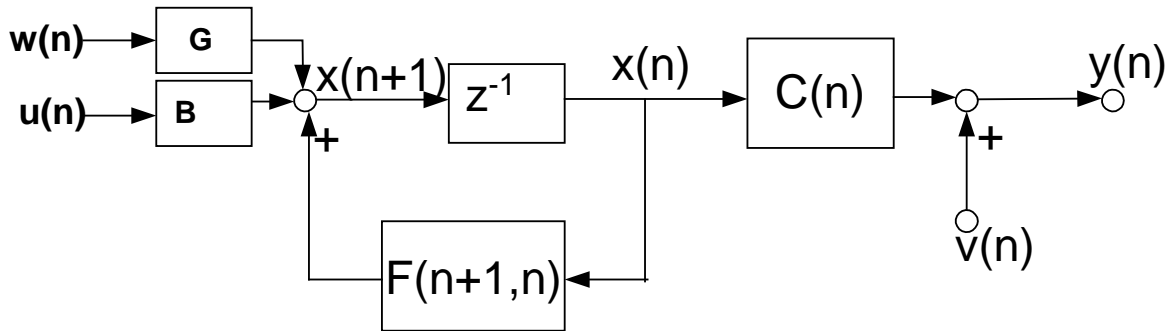 w(n)
G
u(n)
B
x(n+1)
+
z⁻¹
x(n)
C(n)
y(n)
+
v(n)
F(n+1,n)